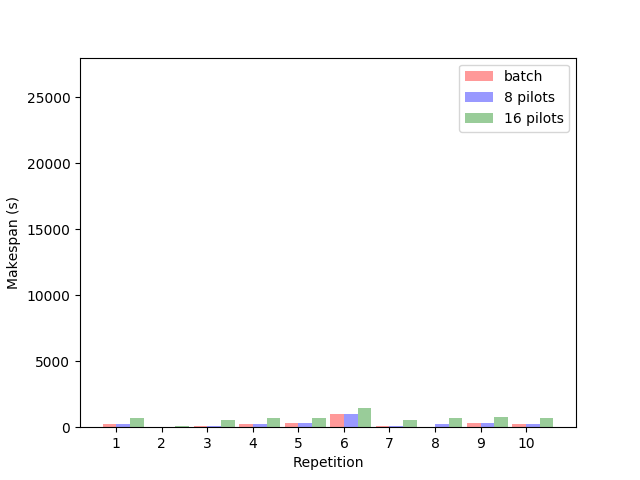 batch
8 pilots
16 pilots
25000
20000
15000
10000
5000
0
Makespan (s)
1 2 3 4 5 6 7 8 9 10
Repetition